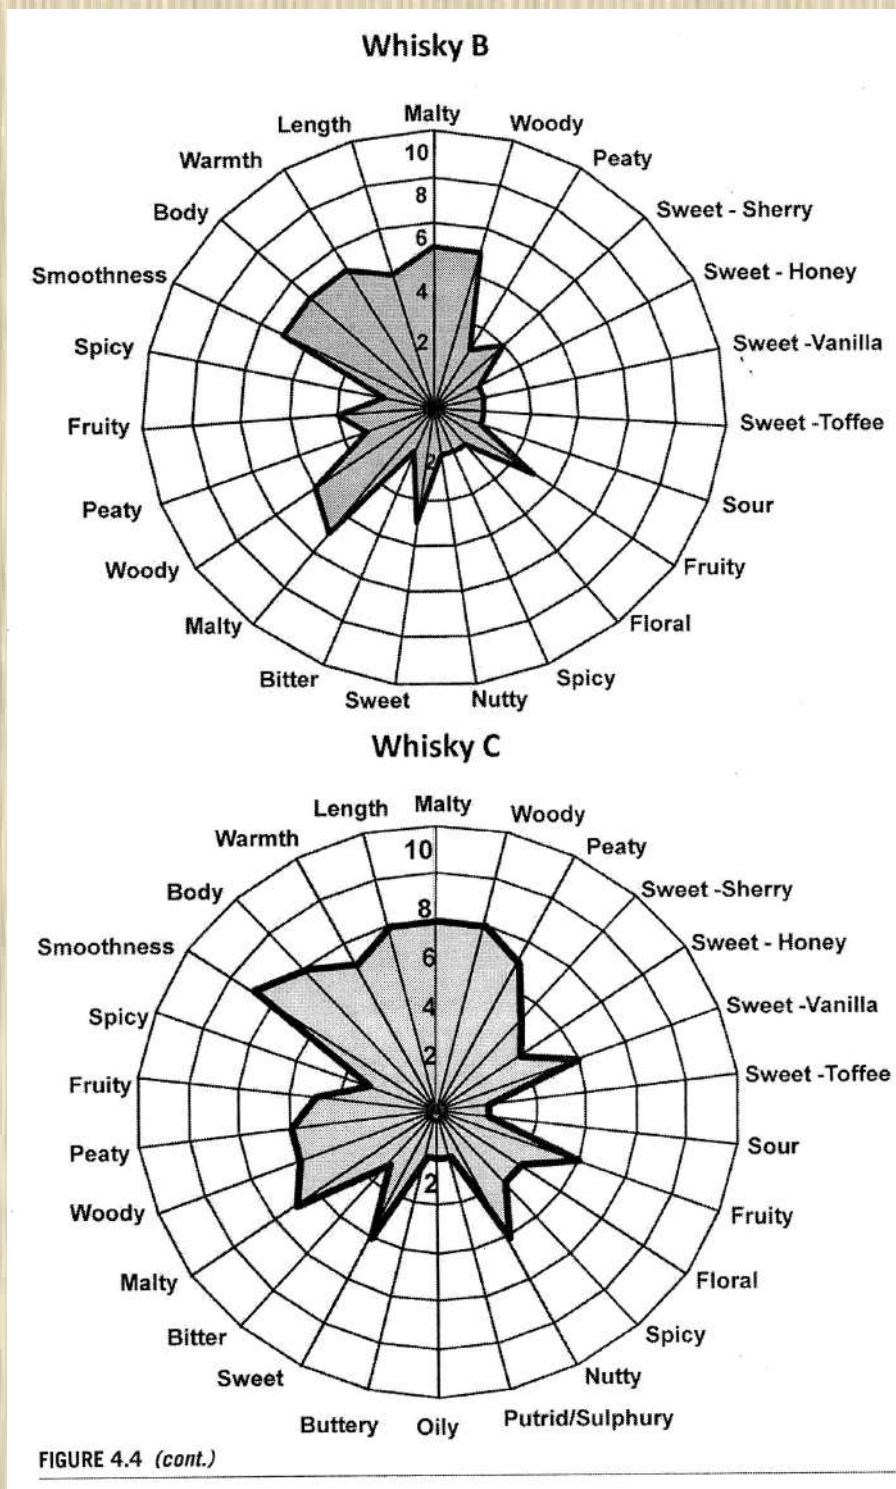 Whisky B
Malty
Woody
Peaty
Sweet - Sherry
Sweet - Honey
Sweet -Vanilla
Sweet -Toffee
Sour
Fruity
Floral
Spicy
Nutty
Sweet
Bitter
Malty
Woody
Peaty
Fruity
Spicy
Smoothness
Body
Warmth
Length
10
8
6
4
2
2
Whisky C
Malty
Woody
Peaty
Sweet -Sherry
Sweet - Honey
Sweet -Vanilla
Sweet -Toffee
Sour
Fruity
Floral
Spicy
Nutty
Putrid/Sulphury
Oily
Buttery
Sweet
Bitter
Malty
Woody
Peaty
Fruity
Spicy
Smoothness
Body
Warmth
Length
10
8
6
4
2
2
FIGURE 4.4 (cont.)